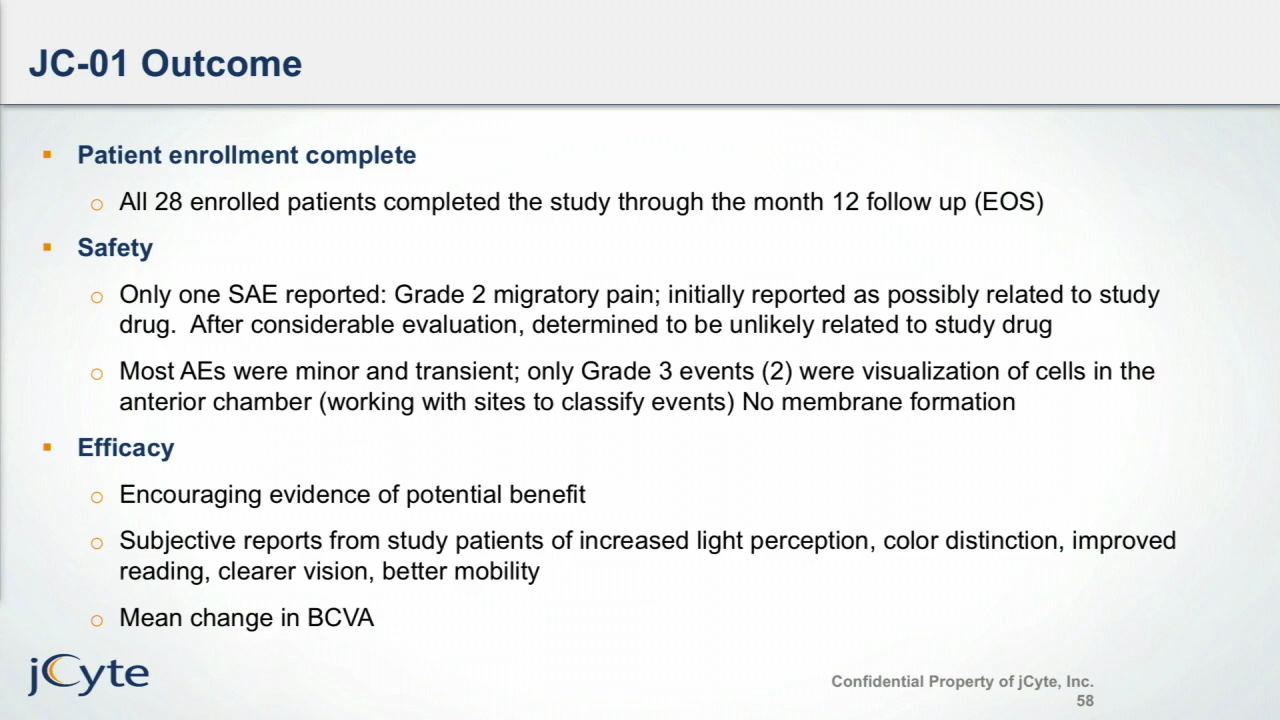 JC-01 Outcome
▪ Patient enrollment complete
o All 28 enrolled patients completed the study through the month 12 follow up (EOS)
▪ Safety
o Only one SAE reported: Grade 2 migratory pain; initially reported as possibly related to study
drug.  After considerable evaluation, determined to be unlikely related to study drug
o Most AEs were minor and transient; only Grade 3 events (2) were visualization of cells in the
anterior chamber (working with sites to classify events) No membrane formation
▪ Efficacy
o Encouraging evidence of potential benefit
o Subjective reports from study patients of increased light perception, color distinction, improved
reading, clearer vision, better mobility
o Mean change in BCVA
jCyte
Confidential Property of jCyte, Inc.
58